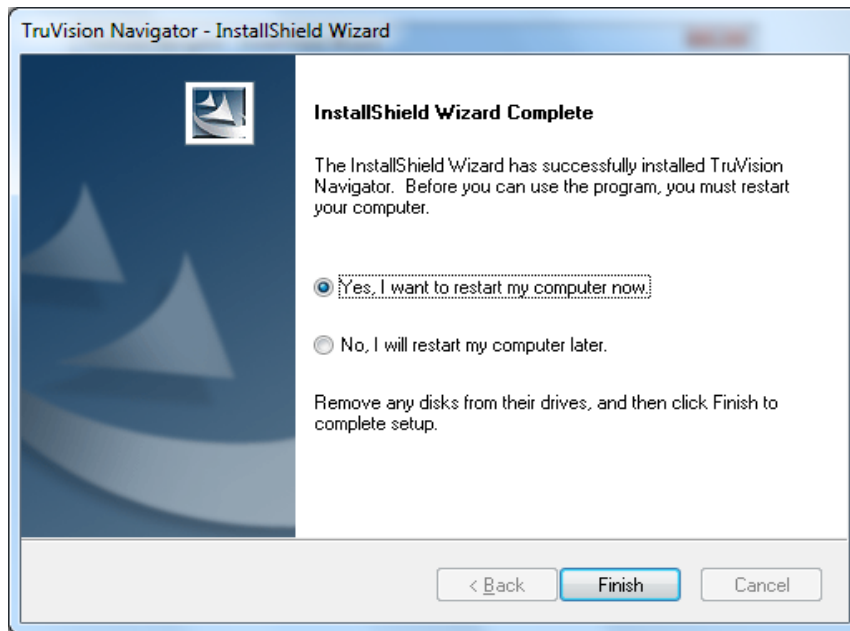 TruVision Navigator - InstallShield Wizard
InstallShield Wizard Complete
The InstallShield Wizard has successfully installed TruVision
Navigator. Before you can use the program, you must restart
your computer.
Yes, I want to restart my computer now.
No, I will restart my computer later.
Remove any disks from their drives, and then click Finish to
complete setup.
< Back Finish Cancel